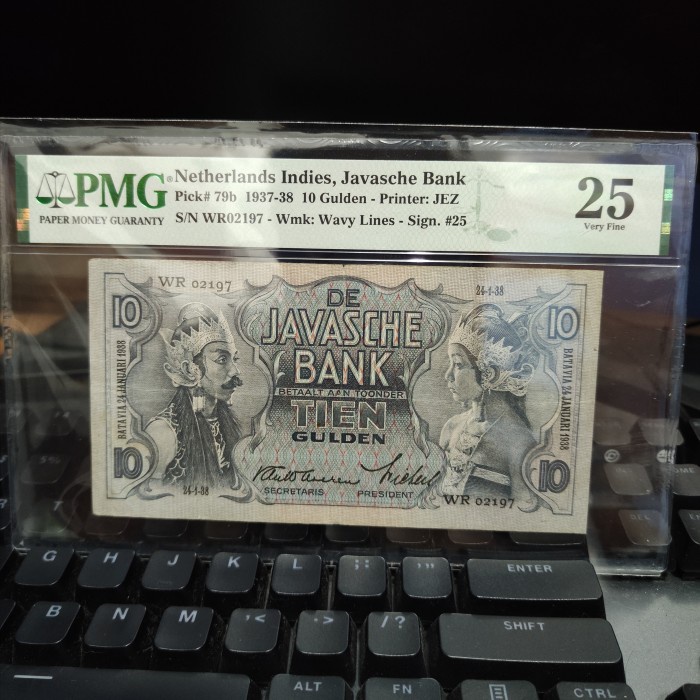 PMG®
PAPER MONEY GUARANTY
Netherlands Indies, Javasche Bank
Pick# 79b 1937-38 10 Gulden - Printer: JEZ
S/N WR02197 - Wmk: Wavy Lines - Sign. #25
25
Very Fine
WR 02197
24-1-38
10
DE
JAVASCHE
BANK
10
BETAALT AAN TOONDER
TIEN
GULDEN
BATAVIA 24 JANUARI 1938
BATAVIA 24 JANUARI 1938
10
10
SECRETARIS
PRESIDENT
24-1-38
WR 02197
G H J K L ; : ' " ENTER
B N M , < . > / ? SHIFT
ALT FN CTRL